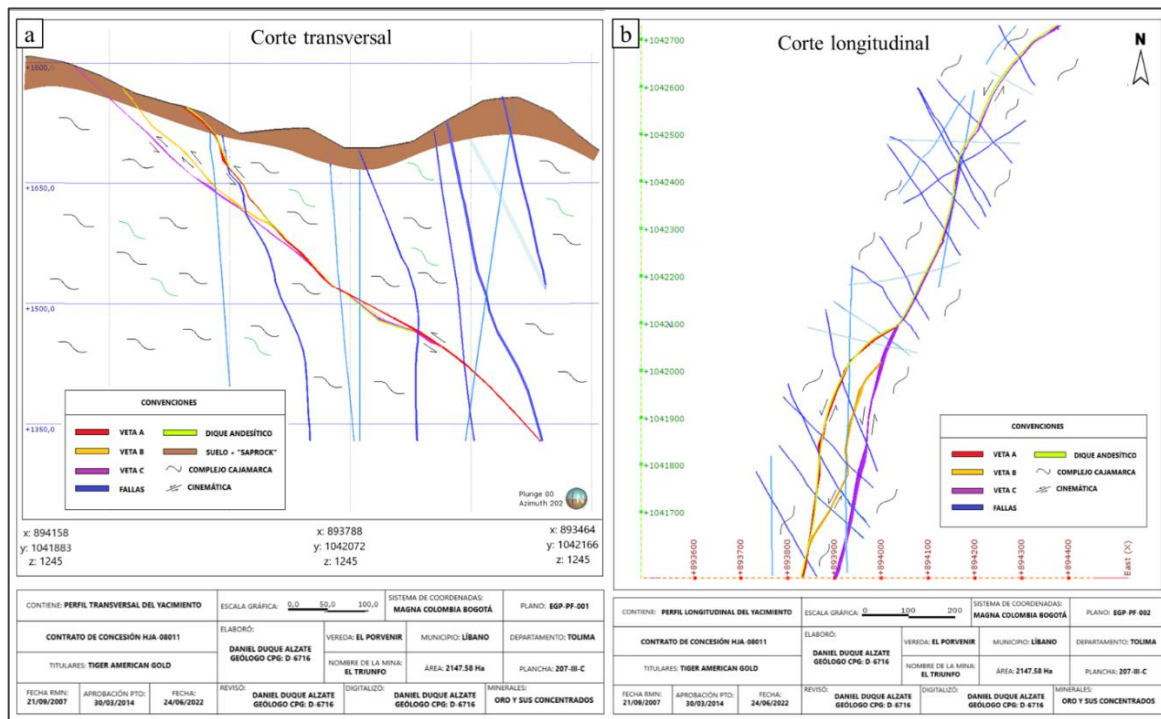 a
Corte transversal
+1800,0
+1650,0
+1500,0
+1350,0
CONVENCIONES
VETA A
DIQUE ANDESÍTICO
VETA B
SUELO + "SAPROCK"
VETA C
COMPLEJO CAJAMARCA
FALLAS
CINEMÁTICA
Plunge 00
Azimuth 202
x: 894158
y: 1041883
z: 1245
x: 893788
y: 1042072
z: 1245
x: 893464
y: 1042166
z: 1245
CONTIENE: PERFIL TRANSVERSAL DEL YACIMIENTO
ESCALA GRÁFICA: 0,0 50,0 100,0
SISTEMA DE COORDENADAS:
MAGNA COLOMBIA BOGOTÁ
PLANO: EGP-PF-001
CONTRATO DE CONCESIÓN HJA-08011
ELABORÓ:
DANIEL DUQUE ALZATE
GEÓLOGO CPG: D-6716
VEREDA: EL PORVENIR
MUNICIPIO: LÍBANO
DEPARTAMENTO: TOLIMA
TITULARES: TIGER AMERICAN GOLD
NOMBRE DE LA MINA:
EL TRIUNFO
ÁREA: 2147.58 Ha
PLANCHA: 207-III-C
FECHA RMN:
21/09/2007
APROBACIÓN PTO:
30/03/2014
FECHA:
24/06/2022
REVISÓ:
DANIEL DUQUE ALZATE
GEÓLOGO CPG: D-6716
DIGITALIZÓ:
DANIEL DUQUE ALZATE
GEÓLOGO CPG: D-6716
MINERALES:
ORO Y SUS CONCENTRADOS
b
Corte longitudinal
N
+1042700
+1042600
+1042500
+1042400
+1042300
+1042200
+1042100
+1042000
+1041900
+1041800
+1041700
+893600
+893700
+893800
+893900
+894000
+894100
+894200
+894300
+894400
East (X)
CONVENCIONES
VETA A
DIQUE ANDESÍTICO
VETA B
COMPLEJO CAJAMARCA
VETA C
CINEMÁTICA
FALLAS
CONTIENE: PERFIL LONGITUDINAL DEL YACIMIENTO
ESCALA GRÁFICA: 0 100 200
SISTEMA DE COORDENADAS:
MAGNA COLOMBIA BOGOTÁ
PLANO: EGP-PF-002
CONTRATO DE CONCESIÓN HJA-08011
ELABORÓ:
DANIEL DUQUE ALZATE
GEÓLOGO CPG: D-6716
VEREDA: EL PORVENIR
MUNICIPIO: LÍBANO
DEPARTAMENTO: TOLIMA
TITULARES: TIGER AMERICAN GOLD
NOMBRE DE LA MINA:
EL TRIUNFO
ÁREA: 2147.58 Ha
PLANCHA: 207-III-C
FECHA RMN:
21/09/2007
APROBACIÓN PTO:
30/03/2014
FECHA:
24/06/2022
REVISÓ:
DANIEL DUQUE ALZATE
GEÓLOGO CPG: D-6716
DIGITALIZÓ:
DANIEL DUQUE ALZATE
GEÓLOGO CPG: D-6716
MINERALES:
ORO Y SUS CONCENTRADOS